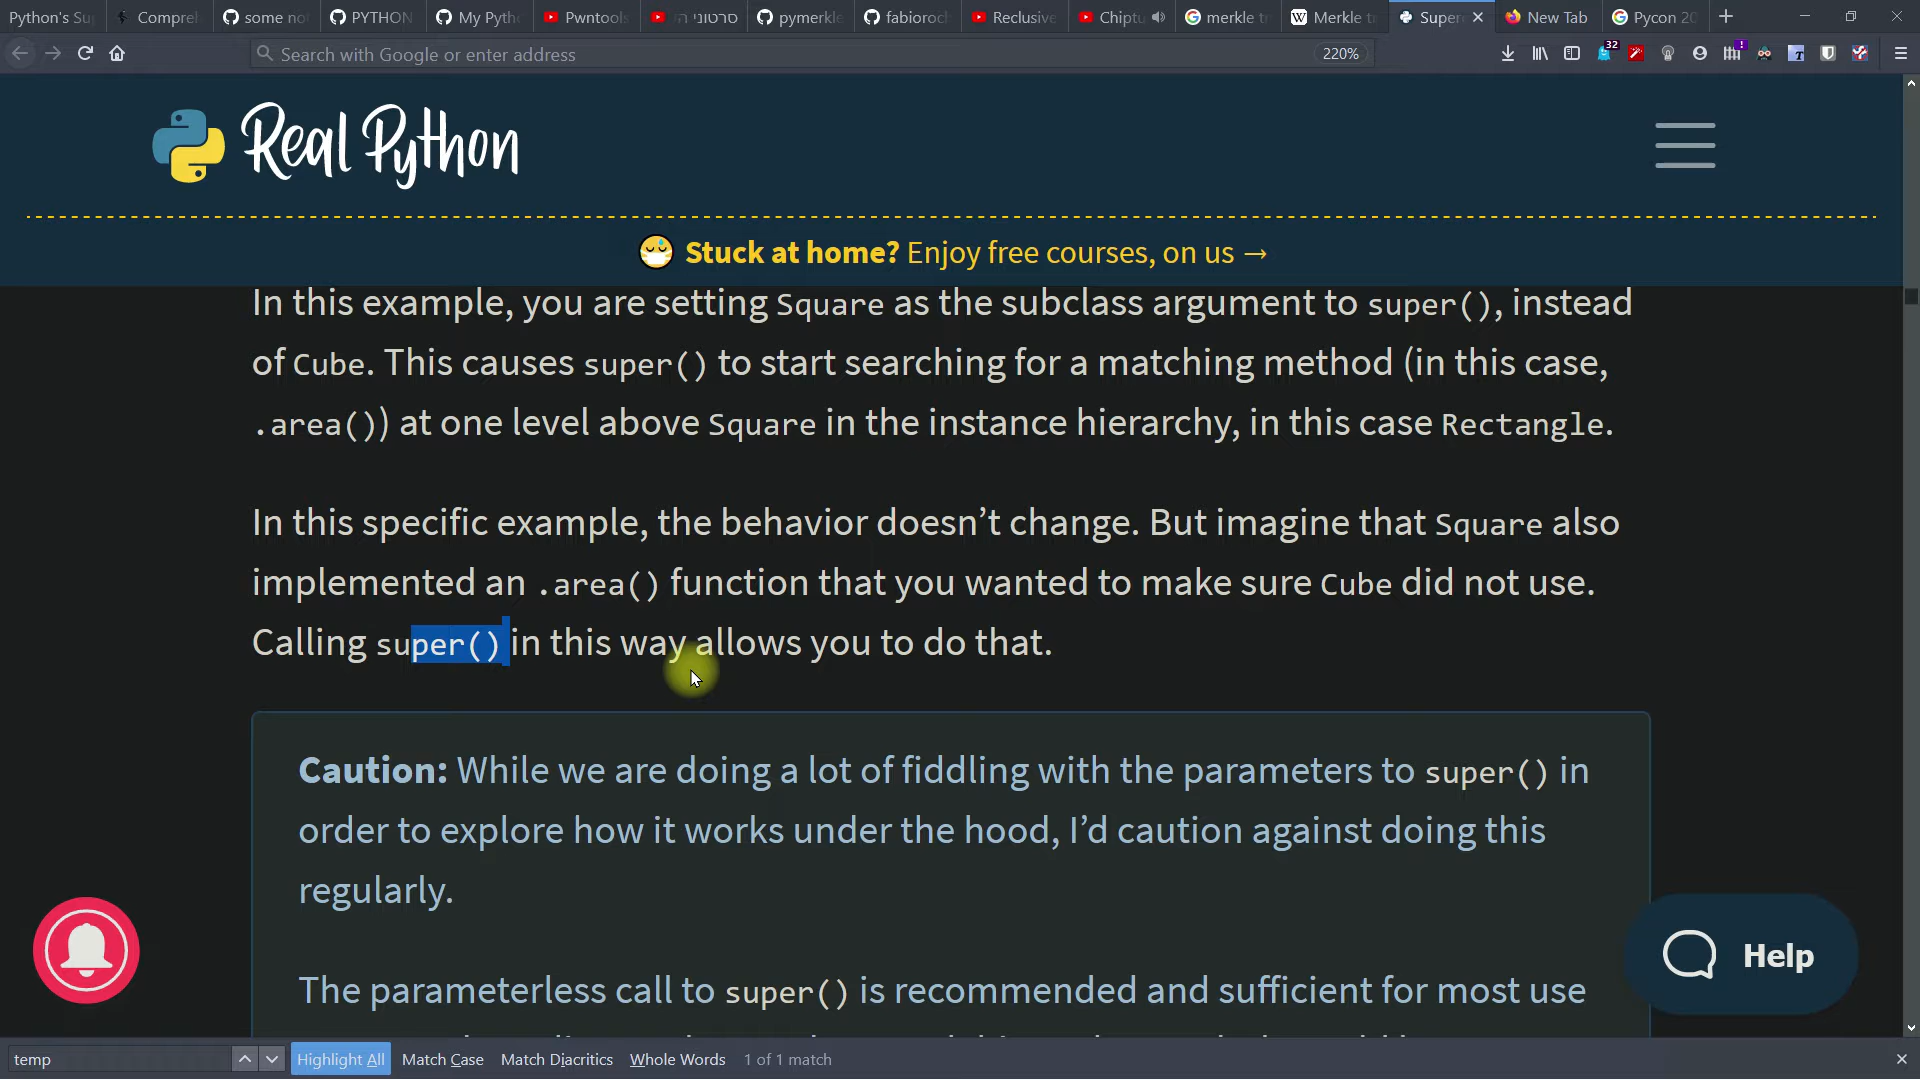 Python's Su
Compreh
some no
PYTHON
My Pyth
Pwntools
סרטוני הי
pymerkle
fabioroch
Reclusive
Chiptu
merkle tr
Merkle tr
Super
New Tab
Pycon 20
Search with Google or enter address
220%
32
!
Real Python
Stuck at home? Enjoy free courses, on us →
In this example, you are setting Square as the subclass argument to super(), instead
of Cube. This causes super() to start searching for a matching method (in this case,
.area()) at one level above Square in the instance hierarchy, in this case Rectangle.
In this specific example, the behavior doesn’t change. But imagine that Square also
implemented an .area() function that you wanted to make sure Cube did not use.
Calling super() in this way allows you to do that.
Caution: While we are doing a lot of fiddling with the parameters to super() in
order to explore how it works under the hood, I’d caution against doing this
regularly.
The parameterless call to super() is recommended and sufficient for most use
Help
temp
Highlight All
Match Case
Match Diacritics
Whole Words
1 of 1 match